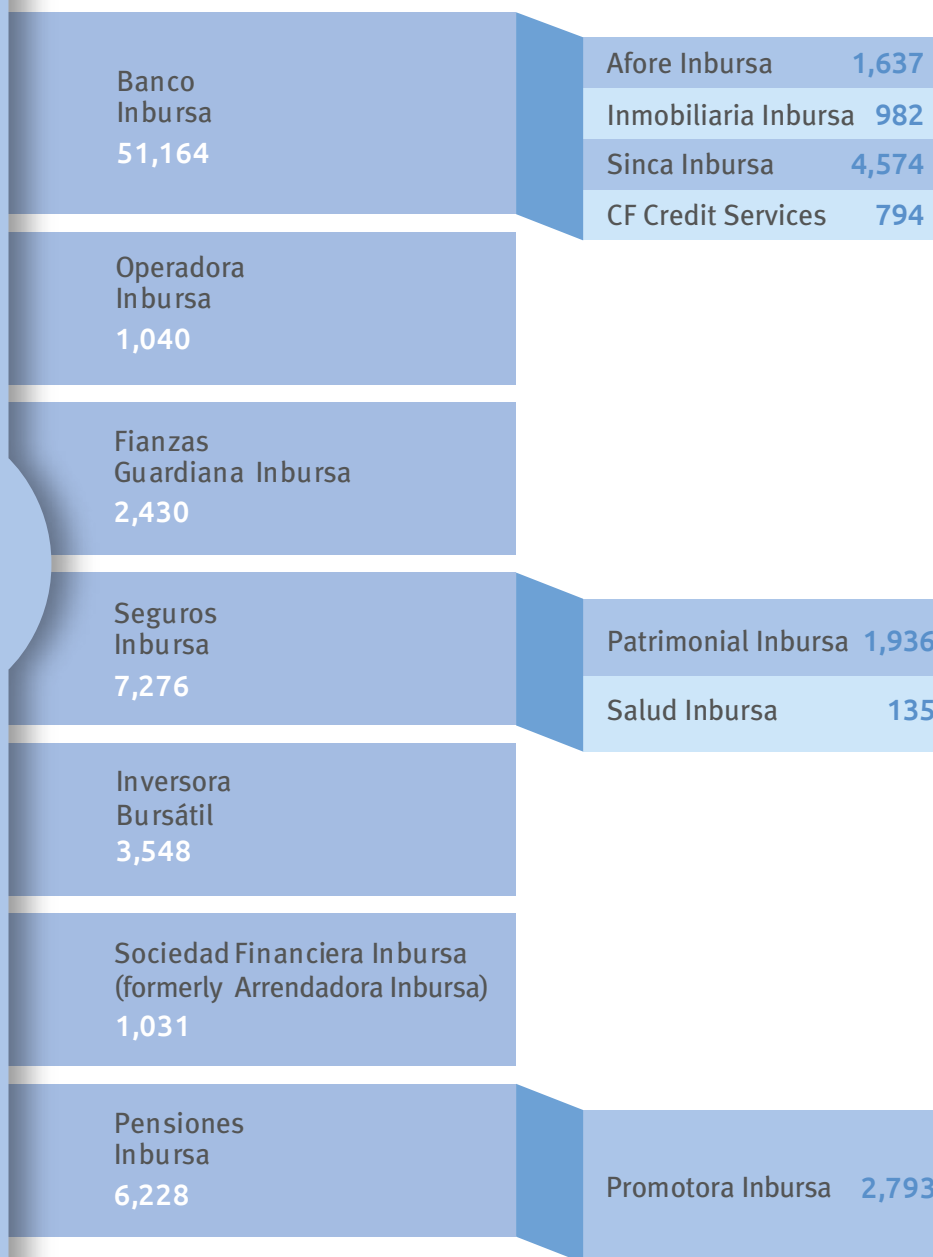 Banco
Inbursa
51,164
Afore Inbursa 1,637
Inmobiliaria Inbursa 982
Sinca Inbursa 4,574
CF Credit Services 794
Operadora
Inbursa
1,040
Fianzas
Guardiana Inbursa
2,430
Seguros
Inbursa
7,276
Patrimonial Inbursa 1,936
Salud Inbursa 135
Inversora
Bursátil
3,548
Sociedad Financiera Inbursa
(formerly Arrendadora Inbursa)
1,031
Pensiones
Inbursa
6,228
Promotora Inbursa 2,793